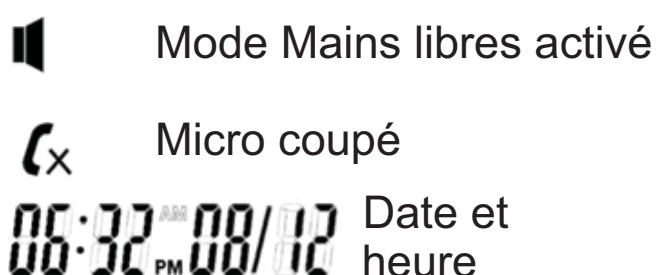 Mode Mains libres activé
Micro coupé
06:32 AM PM 08/12 Date et
heure